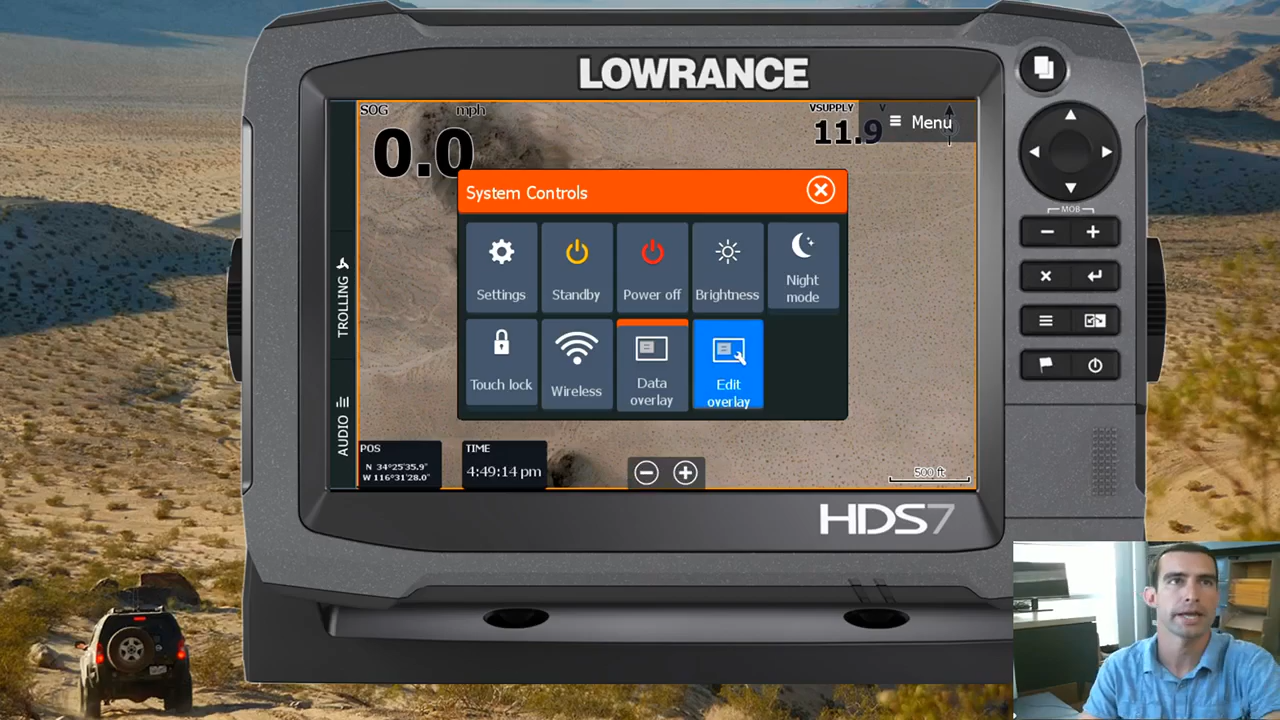 LOWRANCE
SOG mph
0.0
VSUPPLY V
11.9
Menu
System Controls
Settings
Standby
Power off
Brightness
Night
mode
Touch lock
Wireless
Data
overlay
Edit
overlay
TROLLING
AUDIO
POS
N 34°25'35.9"
W 116°31'28.0"
TIME
4:49:14 pm
500 ft
HDS7
MOB